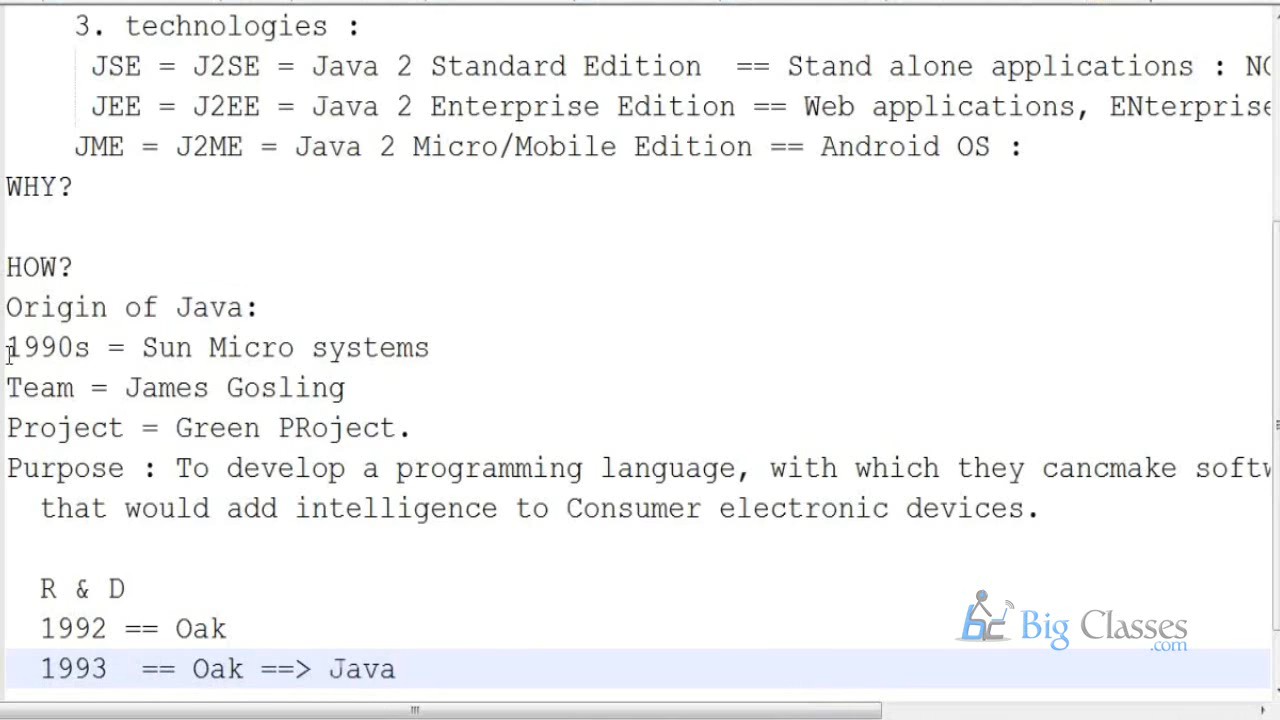 3. technologies :
JSE = J2SE = Java 2 Standard Edition == Stand alone applications :
JEE = J2EE = Java 2 Enterprise Edition == Web applications, ENterprise
JME = J2ME = Java 2 Micro/Mobile Edition == Android OS :
WHY?
HOW?
Origin of Java:
1990s = Sun Micro systems
Team = James Gosling
Project = Green PRoject.
Purpose : To develop a programming language, with which they cancmake
that would add intelligence to Consumer electronic devices.
R & D
1992 == Oak
1993 == Oak ==> Java
Big Classes
.com